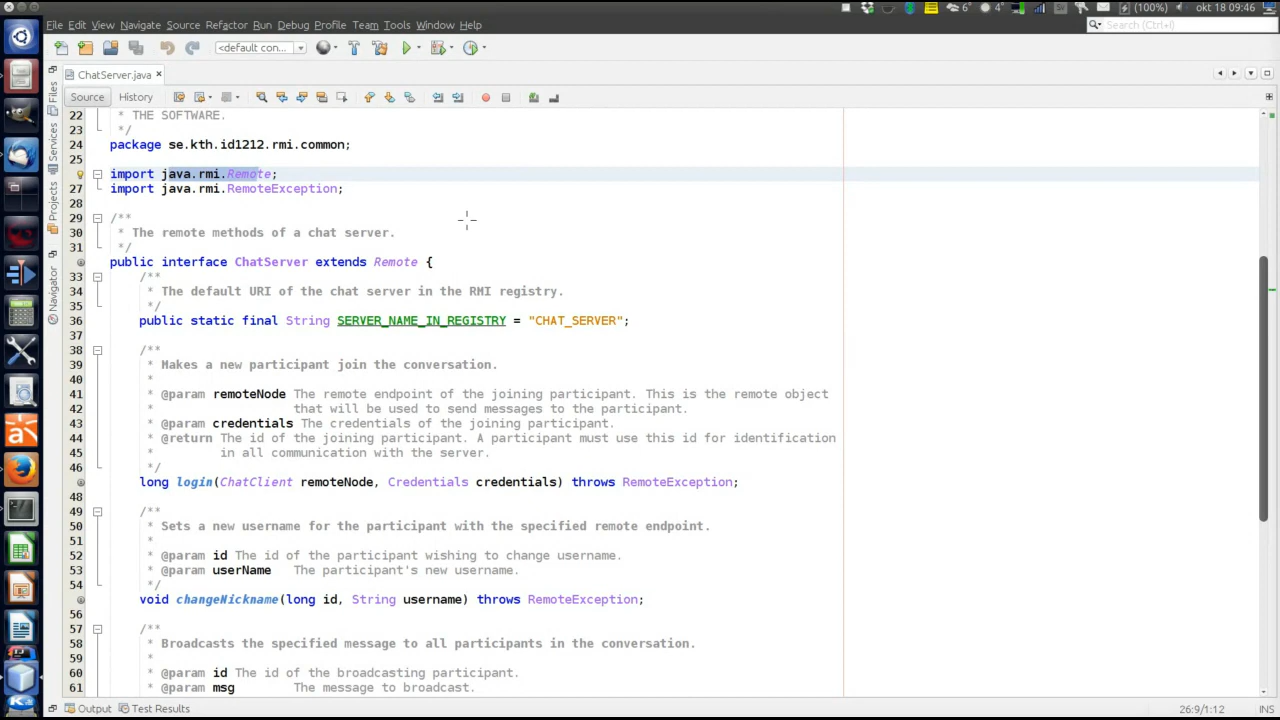 (100%) okt 18 09:46
File Edit View Navigate Source Refactor Run Debug Profile Team Tools Window Help
Search (Ctrl+I)
<default con...
ChatServer.java
Source History
Files
Services
Projects
Navigator
22 * THE SOFTWARE.
23 */
24 package se.kth.id1212.rmi.common;
25
26 import java.rmi.Remote;
27 import java.rmi.RemoteException;
28
29 /**
30 * The remote methods of a chat server.
31 */
public interface ChatServer extends Remote {
33 /**
34 * The default URI of the chat server in the RMI registry.
35 */
36 public static final String SERVER_NAME_IN_REGISTRY = "CHAT_SERVER";
37
38 /**
39 * Makes a new participant join the conversation.
40 *
41 * @param remoteNode The remote endpoint of the joining participant. This is the remote object
42 * that will be used to send messages to the participant.
43 * @param credentials The credentials of the joining participant.
44 * @return The id of the joining participant. A participant must use this id for identification
45 * in all communication with the server.
46 */
long login(ChatClient remoteNode, Credentials credentials) throws RemoteException;
48
49 /**
50 * Sets a new username for the participant with the specified remote endpoint.
51 *
52 * @param id The id of the participant wishing to change username.
53 * @param userName The participant's new username.
54 */
void changeNickname(long id, String username) throws RemoteException;
56
57 /**
58 * Broadcasts the specified message to all participants in the conversation.
59 *
60 * @param id The id of the broadcasting participant.
61 * @param msg The message to broadcast.
Output Test Results 26:9/1:12 INS